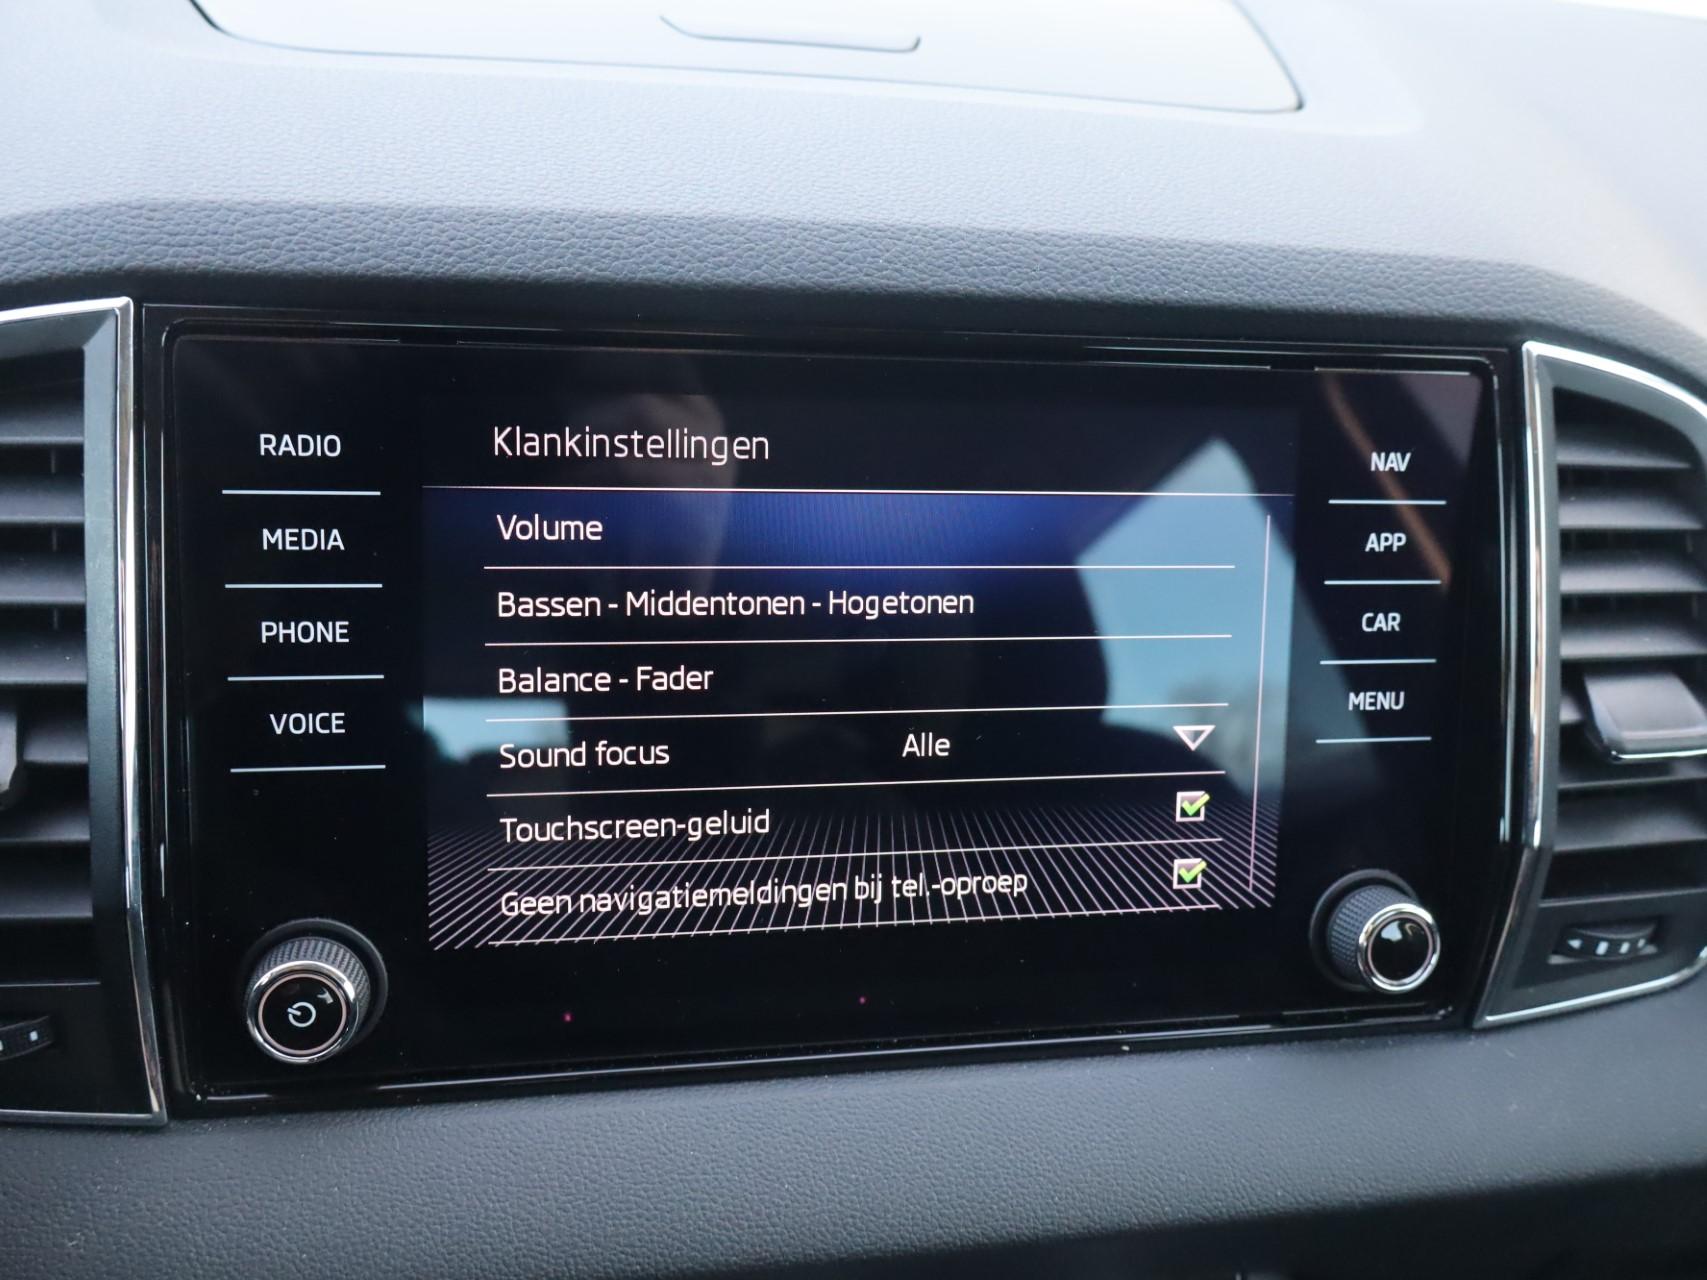 RADIO
MEDIA
PHONE
VOICE
Klankinstellingen
Volume
Bassen - Middentonen - Hogetonen
Balance - Fader
Sound focus Alle
Touchscreen-geluid
Geen navigatiemeldingen bij tel.-oproep
NAV
APP
CAR
MENU